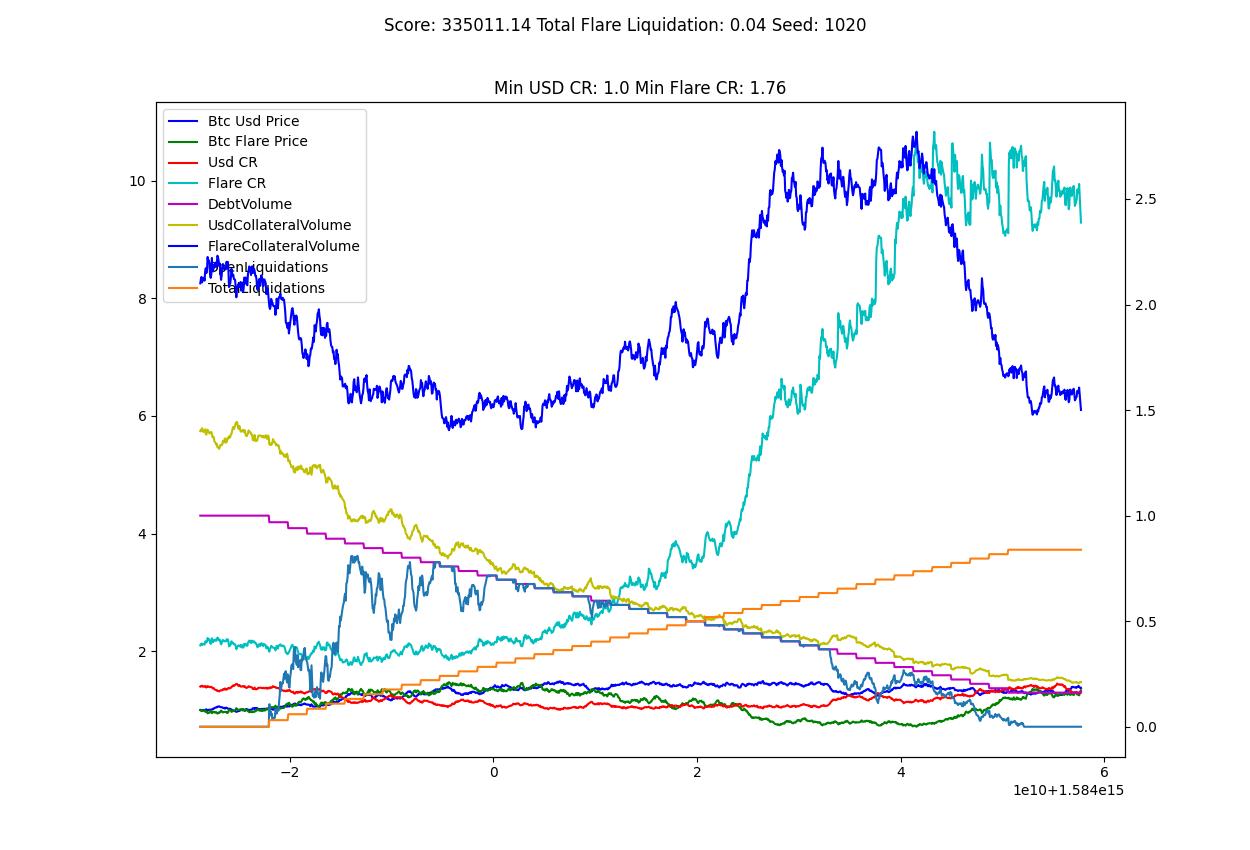 Score: 335011.14 Total Flare Liquidation: 0.04 Seed: 1020
Min USD CR: 1.0 Min Flare CR: 1.76
Btc Usd Price
Btc Flare Price
Usd CR
Flare CR
DebtVolume
UsdCollateralVolume
FlareCollateralVolume
OpenLiquidations
TotalLiquidations
10
8
6
4
2
2.5
2.0
1.5
1.0
0.5
0.0
−2 0 2 4 6
1e10+1.584e15